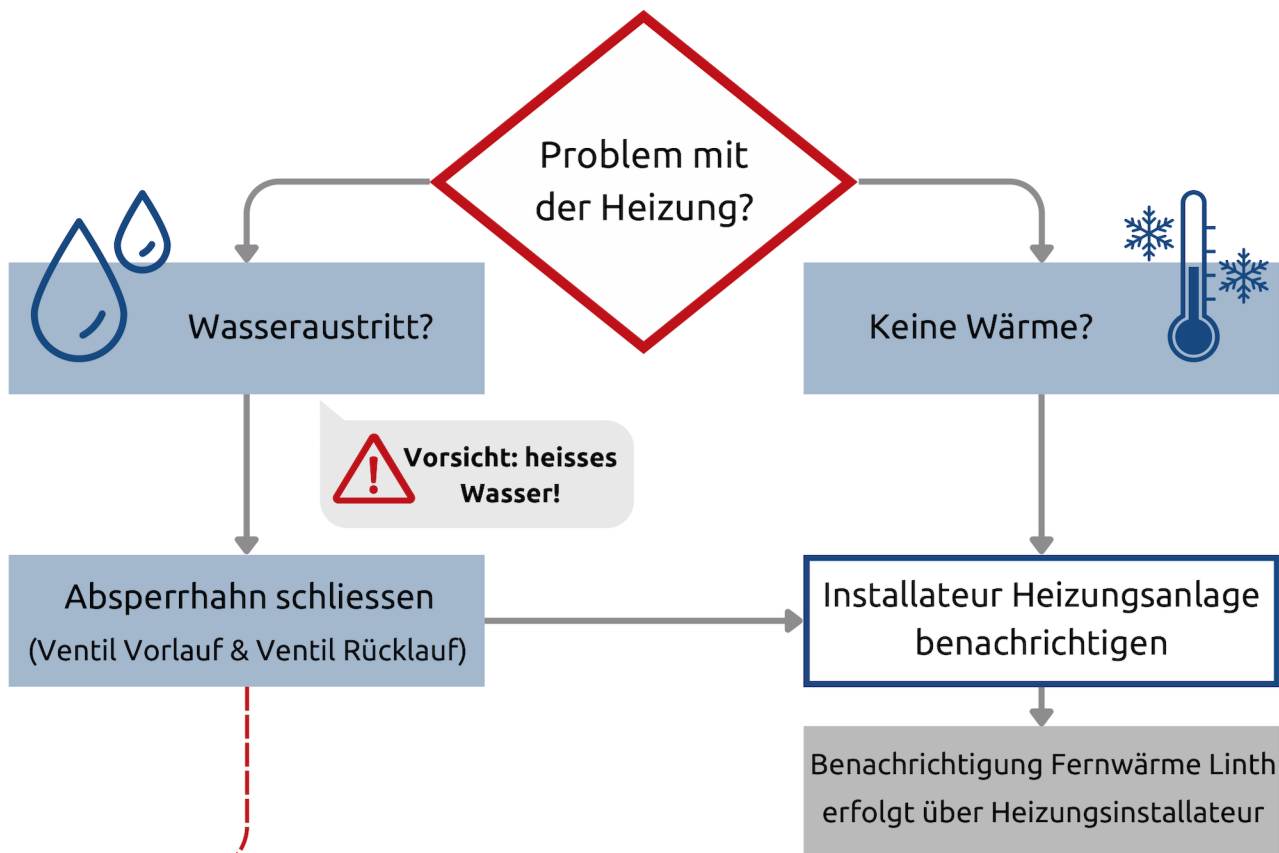 Problem mit
der Heizung?
Wasseraustritt?
Keine Wärme?
Vorsicht: heisses
Wasser!
Absperrhahn schliessen
(Ventil Vorlauf & Ventil Rücklauf)
Installateur Heizungsanlage
benachrichtigen
Benachrichtigung Fernwärme Linth
erfolgt über Heizungsinstallateur